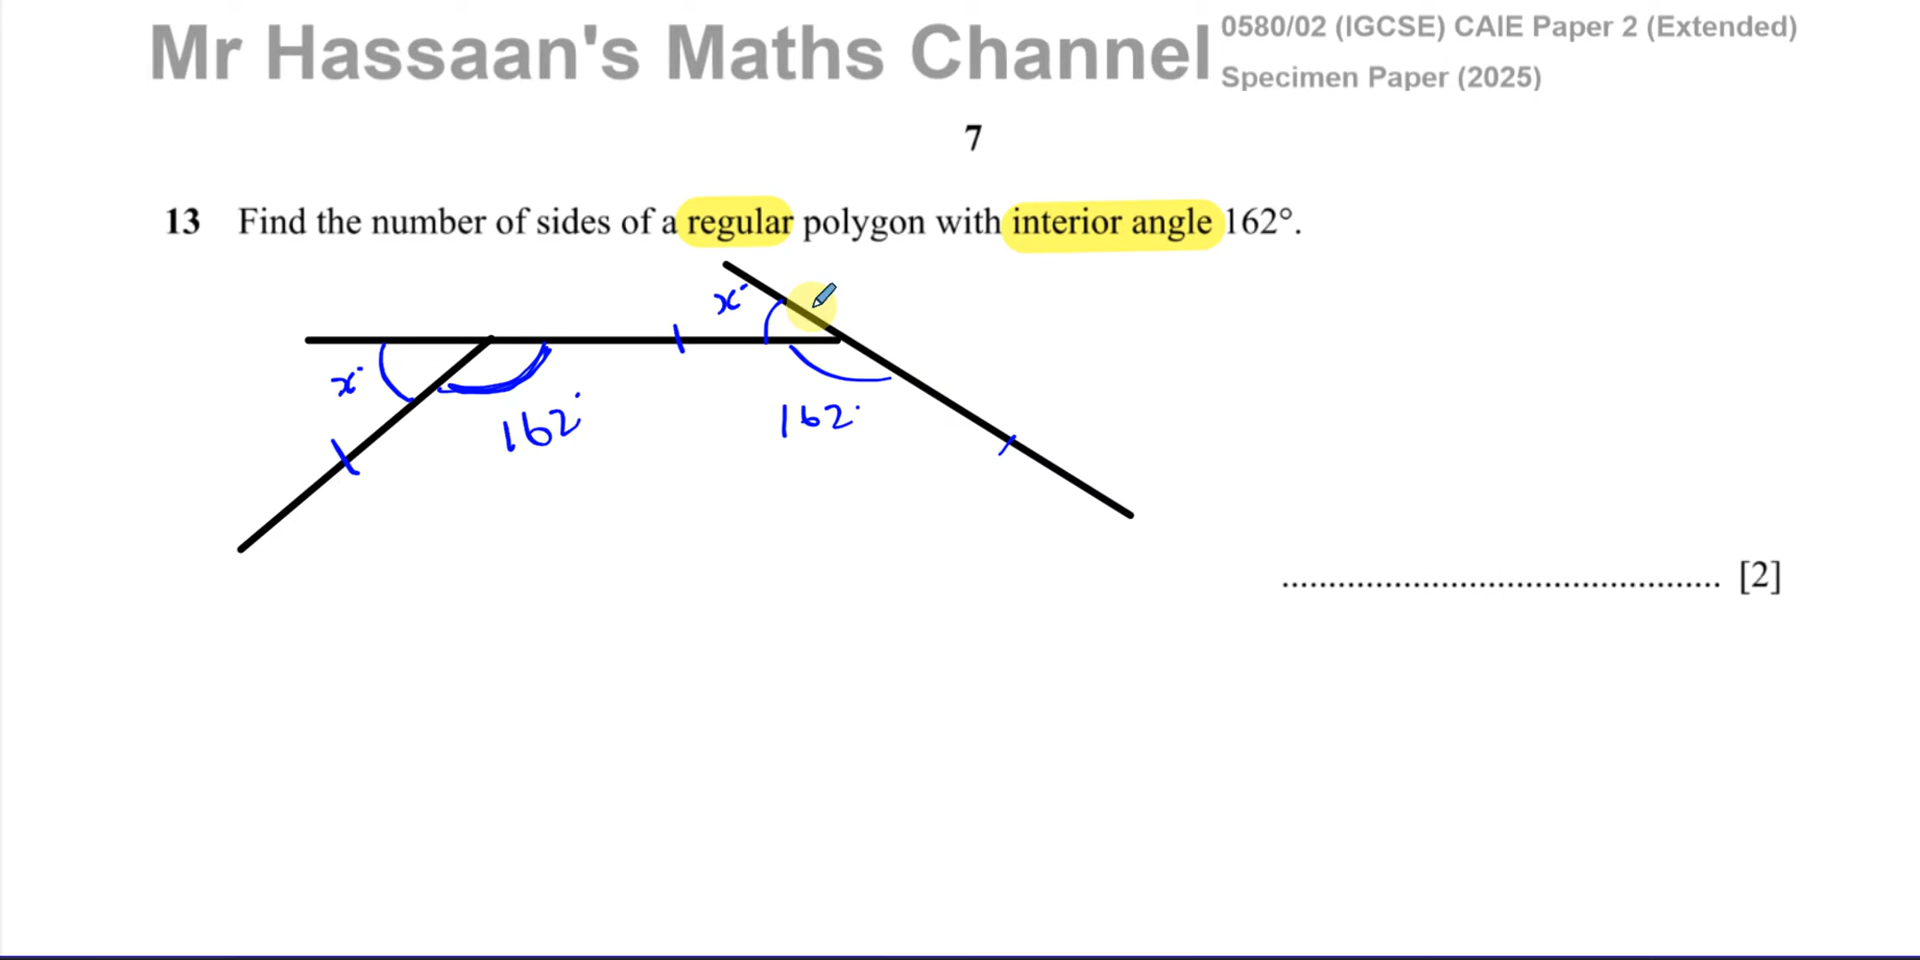 Mr Hassaan's Maths Channel
0580/02 (IGSCE) CAIE Paper 2 (Extended)
Specimen Paper (2025)
7
13 Find the number of sides of a regular polygon with interior angle 162°.
x°
x°
162°
162°
.................................................. [2]